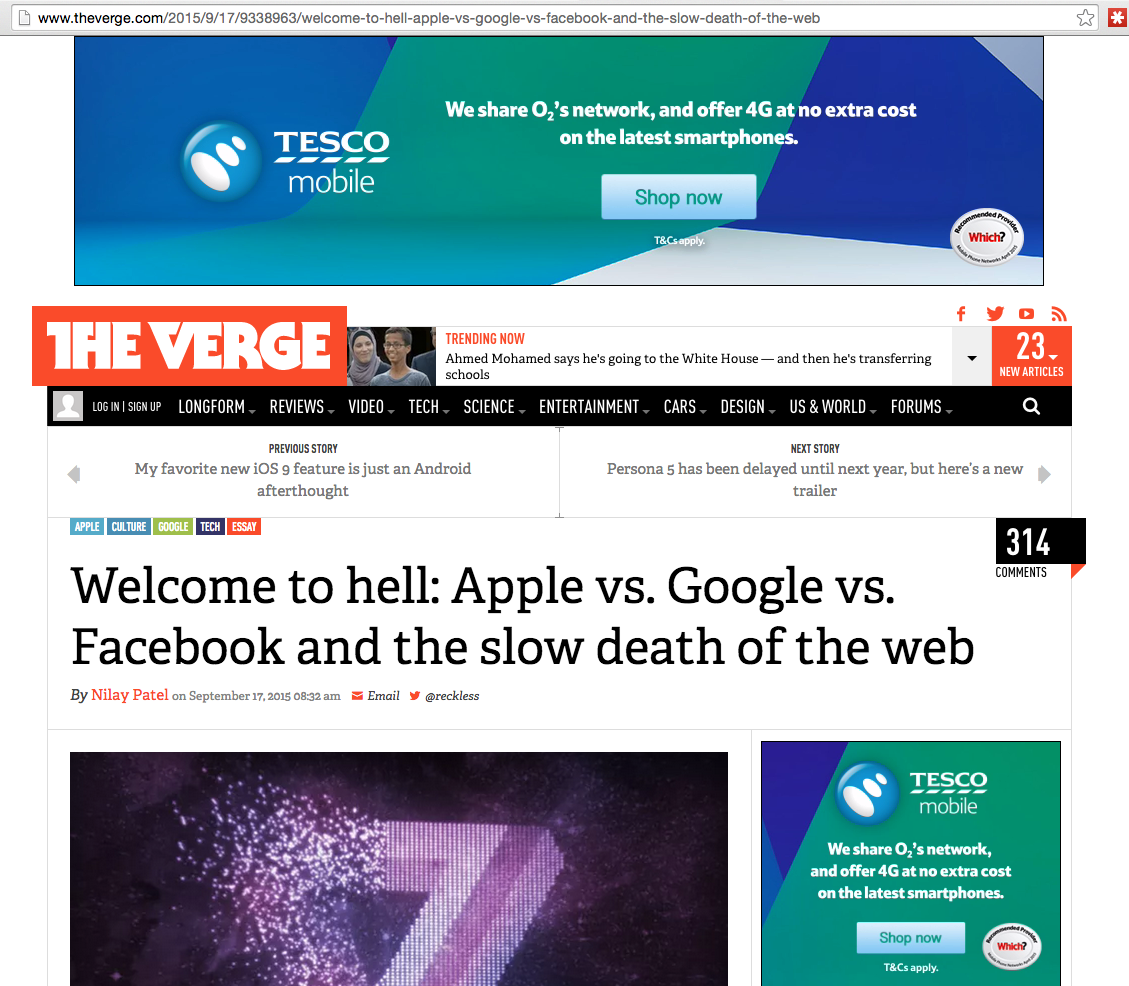 www.theverge.com/2015/9/17/9338963/welcome-to-hell-apple-vs-google-vs-facebook-and-the-slow-death-of-the-web
We share O₂'s network, and offer 4G at no extra cost
on the latest smartphones.
TESCO
mobile
Shop now
T&Cs apply.
Recommended Provider
Which?
Mobile Phone Networks April 2015
THE VERGE
TRENDING NOW
Ahmed Mohamed says he's going to the White House — and then he's transferring
schools
23
NEW ARTICLES
LOG IN | SIGN UP LONGFORM REVIEWS VIDEO TECH SCIENCE ENTERTAINMENT CARS DESIGN US & WORLD FORUMS
PREVIOUS STORY
My favorite new iOS 9 feature is just an Android
afterthought
NEXT STORY
Persona 5 has been delayed until next year, but here's a new
trailer
APPLE CULTURE GOOGLE TECH ESSAY
314
COMMENTS
Welcome to hell: Apple vs. Google vs.
Facebook and the slow death of the web
By Nilay Patel on September 17, 2015 08:32 am Email @reckless
7
TESCO
mobile
We share O₂'s network,
and offer 4G at no extra cost
on the latest smartphones.
Shop now
T&Cs apply.
Recommended Provider
Which?